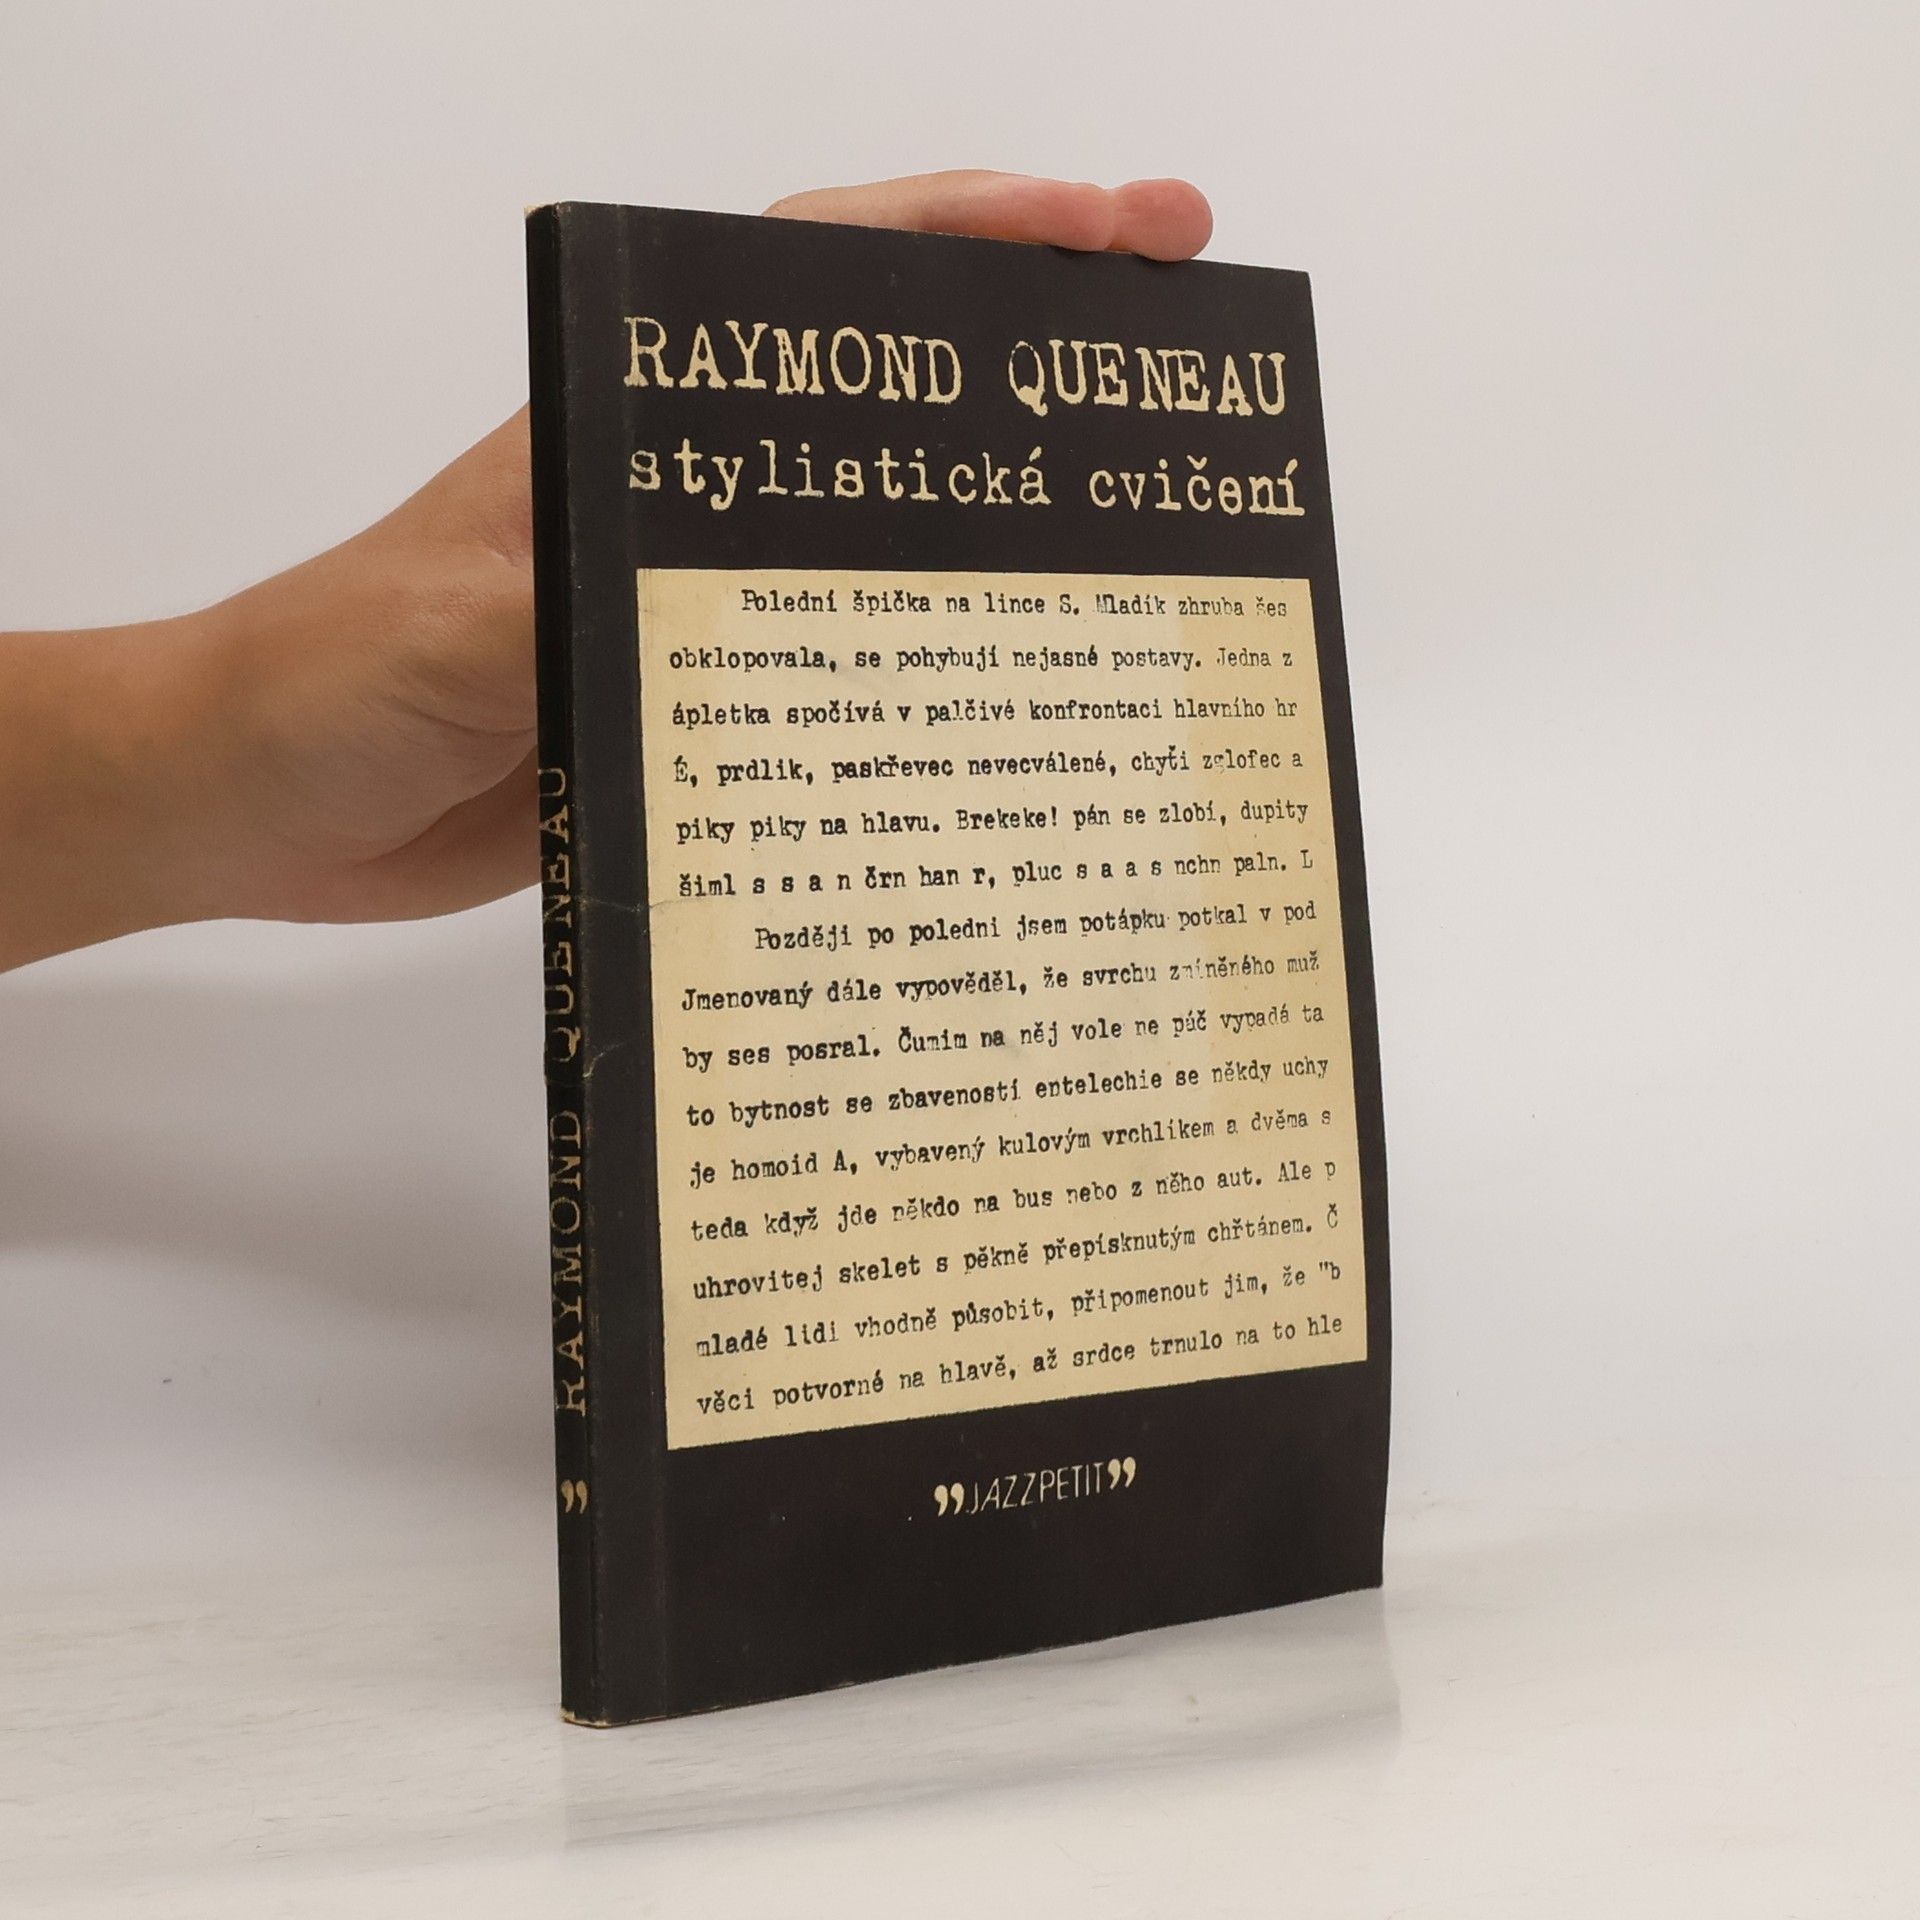 RAYMOND QUENEAU
stylistická cvičení
Polední špička na lince S. Mladík zhruba šes
obklopovala, se pohybují nejasné postavy. Jedna z
ápletka spočívá v palčivé konfrontaci hlavního hr
É, prdlik, paskřevec nevecválené, chyťi zglofec a
piky piky na hlavu. Brekeke! pán se zlobí, dupity
šiml s s a n črn han r, pluc s a a s nchn paln. L
Později po poledni jsem potápku potkal v pod
Jmenovaný dále vypověděl, že svrchu zmíněného muž
by ses posral. Čumim na něj vole ne páč vypadá ta
to bytnost se zbaveností entelechie se někdy uchy
je homoid A, vybavený kulovým vrchlíkem a dvěma s
teda když jde někdo na bus nebo z něho aut. Ale p
uhrovitej skelet s pěkně přepísknutým chřtánem. Č
mladé lidi vhodně působit, připomenout jim, že "b
věci potvorné na hlavě, až srdce trnulo na to hle
”JAZZPETIT”
” RAYMOND QUENEAU